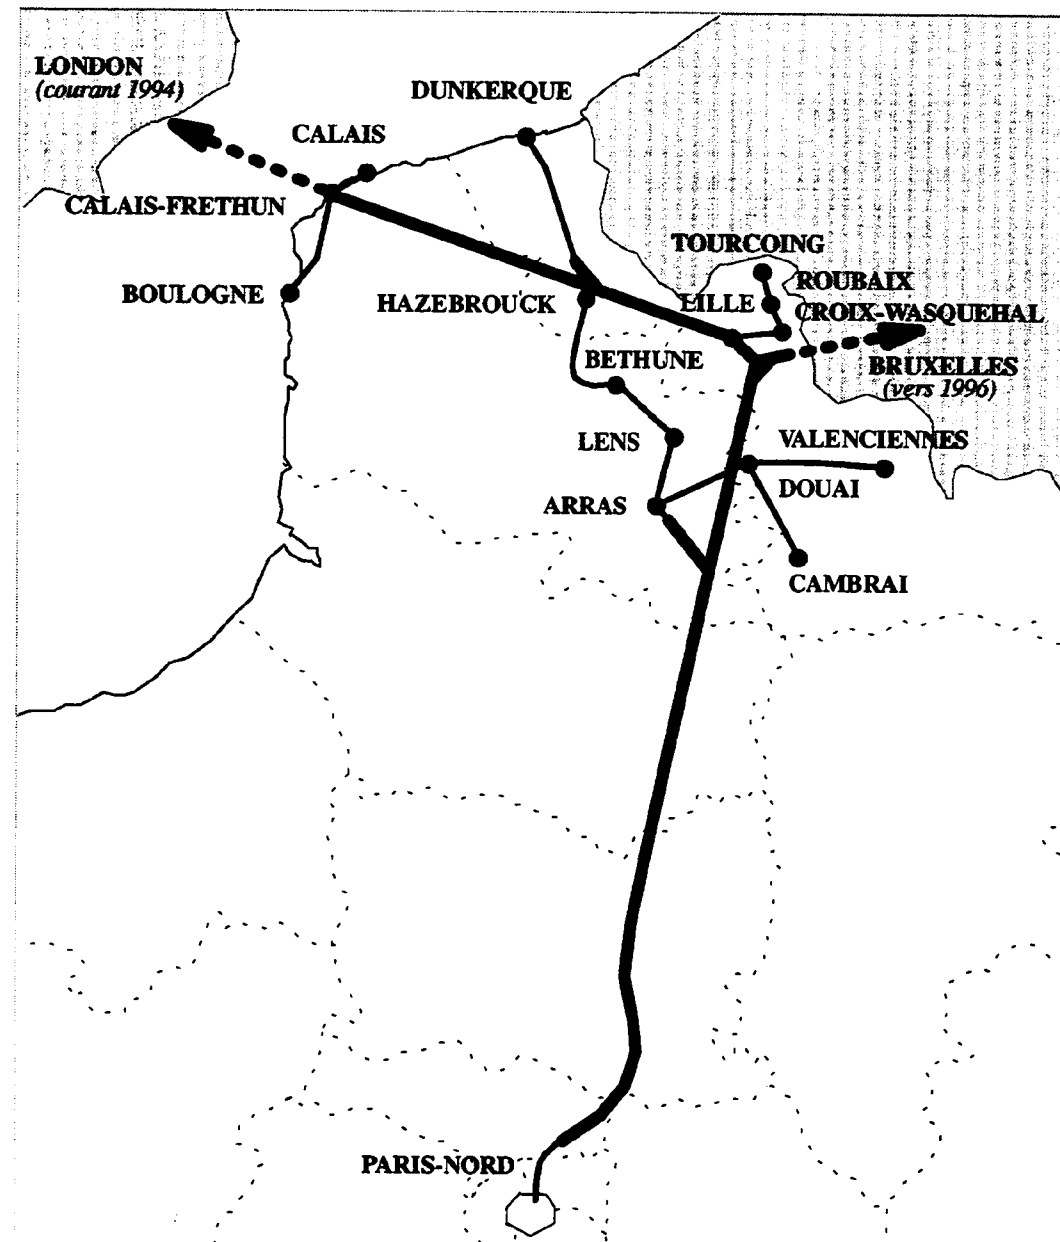 LONDON
(courant 1994)
DUNKERQUE
CALAIS
CALAIS-FRETHUN
TOURCOING
ROUBAIX
BOULOGNE
HAZEBROUCK
LILLE
CROIX-WASQUEHAL
BETHUNE
BRUXELLES
(vers 1996)
LENS
VALENCIENNES
DOUAI
ARRAS
CAMBRAI
PARIS-NORD